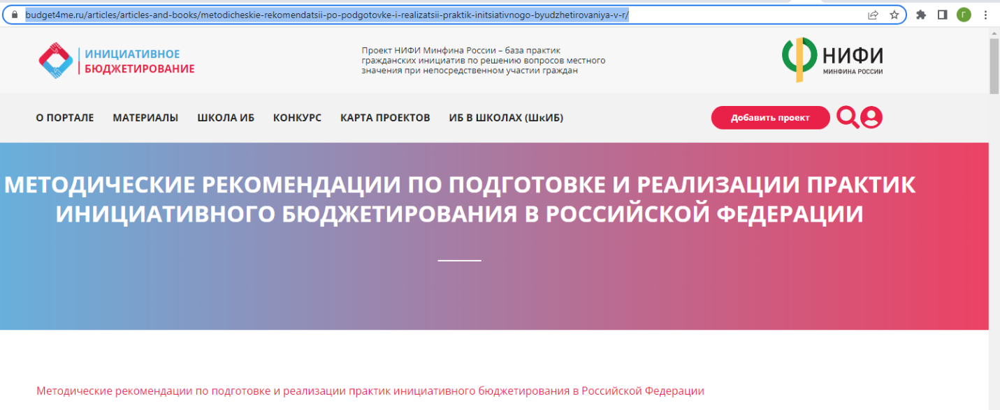 budget4me.ru/articles/articles-and-books/metodicheskie-rekomendatsii-po-podgotovke-i-realizatsii-praktik-initsiativnogo-byudzhetirovaniya-v-r/
Г
ИНИЦИАТИВНОЕ
БЮДЖЕТИРОВАНИЕ
Проект НИФИ Минфина России – база практик
гражданских инициатив по решению вопросов местного
значения при непосредственном участии граждан
НИФИ
МИНФИНА РОССИИ
О ПОРТАЛЕ МАТЕРИАЛЫ ШКОЛА ИБ КОНКУРС КАРТА ПРОЕКТОВ ИБ В ШКОЛАХ (ШкИБ) Добавить проект
МЕТОДИЧЕСКИЕ РЕКОМЕНДАЦИИ ПО ПОДГОТОВКЕ И РЕАЛИЗАЦИИ ПРАКТИК
ИНИЦИАТИВНОГО БЮДЖЕТИРОВАНИЯ В РОССИЙСКОЙ ФЕДЕРАЦИИ
Методические рекомендации по подготовке и реализации практик инициативного бюджетирования в Российской Федерации